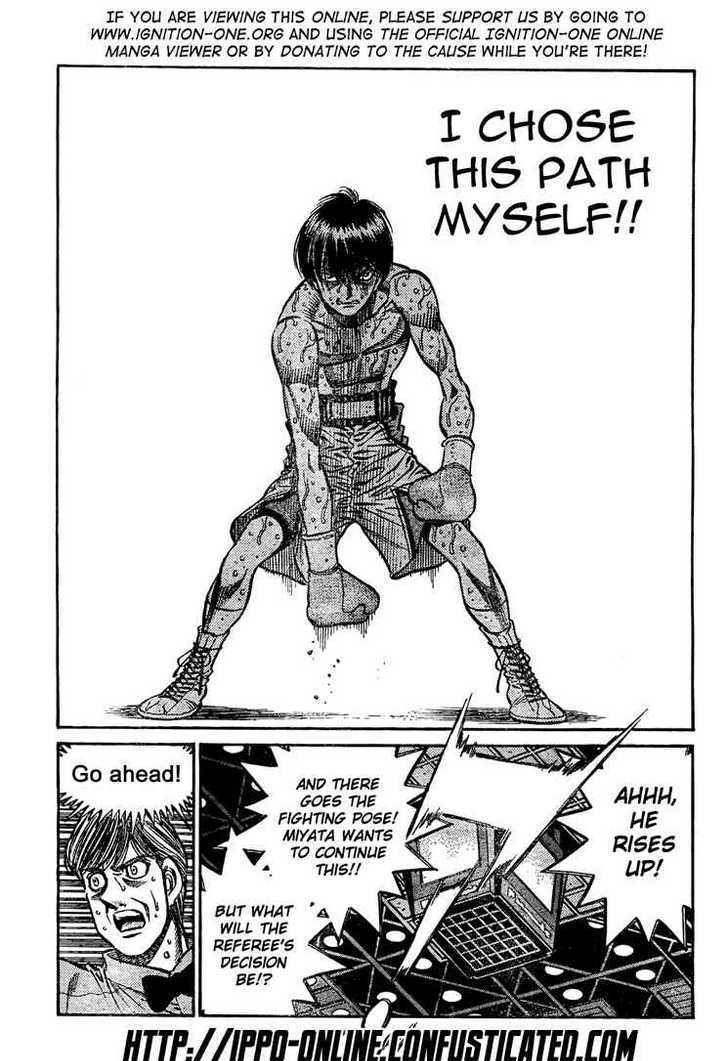 IF YOU ARE VIEWING THIS ONLINE, PLEASE SUPPORT US BY GOING TO
WWW.IGNITION-ONE.ORG AND USING THE OFFICIAL IGNITION-ONE ONLINE
MANGA VIEWER OR BY DONATING TO THE CAUSE WHILE YOU'RE THERE!
I CHOSE
THIS PATH
MYSELF!!
AHHH,
HE
RISES
UP!
AND THERE
GOES THE
FIGHTING POSE!
MIYATA WANTS
TO CONTINUE
THIS!!
BUT WHAT
WILL THE
REFEREE'S
DECISION
BE!?
Go ahead!
HTTP://IPPO-ONLINE.CONFUSTICATED.COM